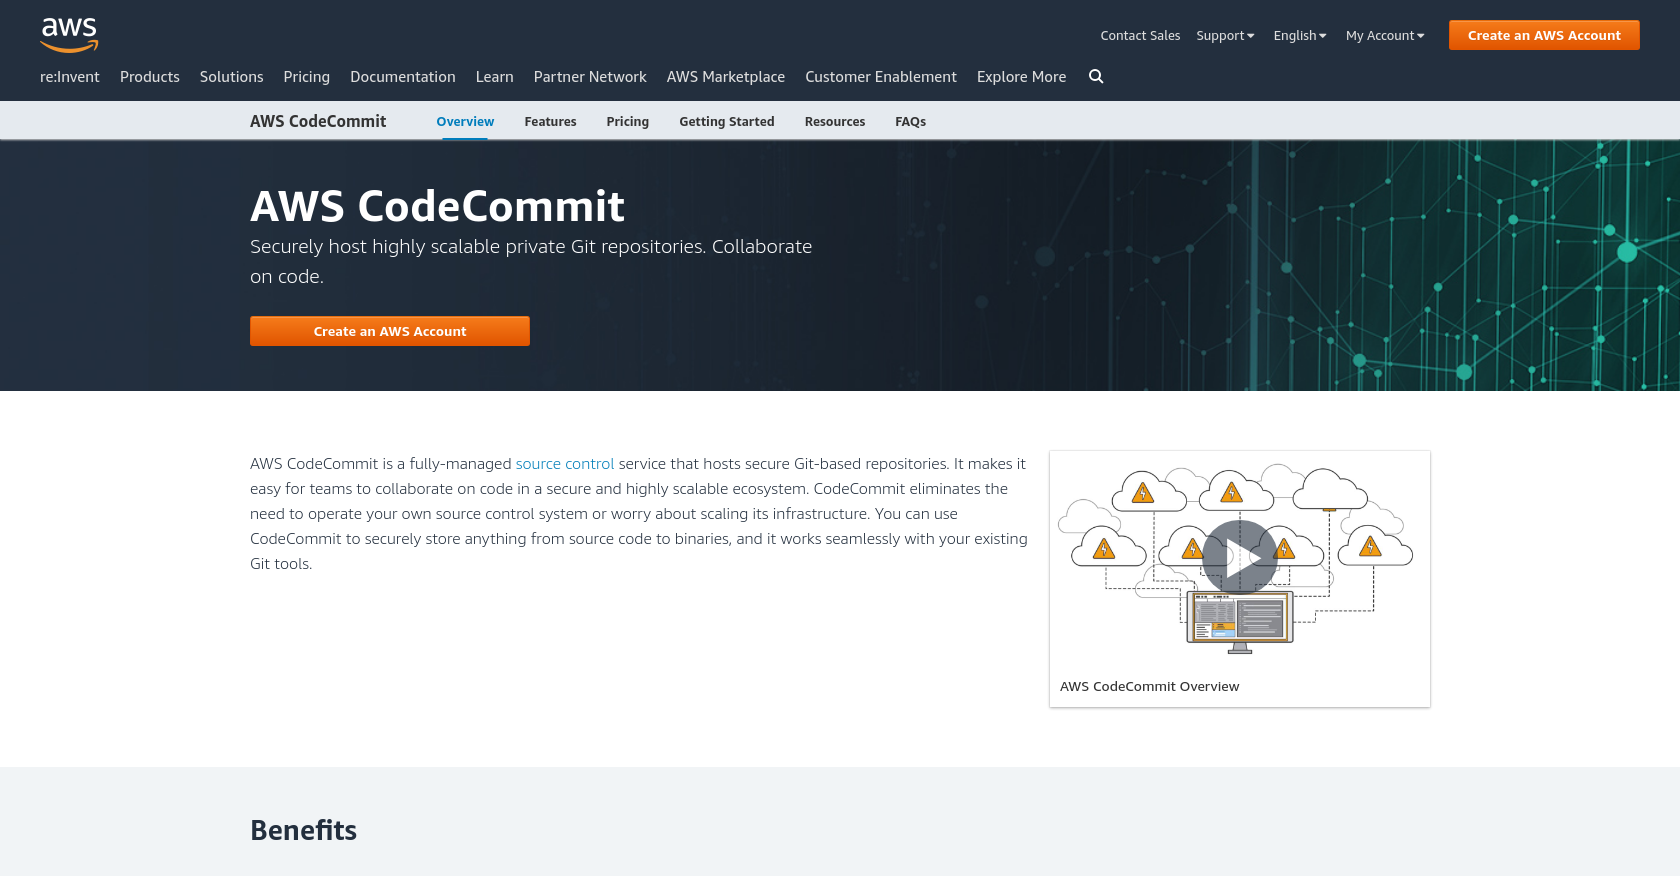 aws
Contact Sales Support English My Account Create an AWS Account
re:Invent Products Solutions Pricing Documentation Learn Partner Network AWS Marketplace Customer Enablement Explore More
AWS CodeCommit Overview Features Pricing Getting Started Resources FAQs
AWS CodeCommit
Securely host highly scalable private Git repositories. Collaborate
on code.
Create an AWS Account
AWS CodeCommit is a fully-managed source control service that hosts secure Git-based repositories. It makes it
easy for teams to collaborate on code in a secure and highly scalable ecosystem. CodeCommit eliminates the
need to operate your own source control system or worry about scaling its infrastructure. You can use
CodeCommit to securely store anything from source code to binaries, and it works seamlessly with your existing
Git tools.
AWS CodeCommit Overview
Benefits